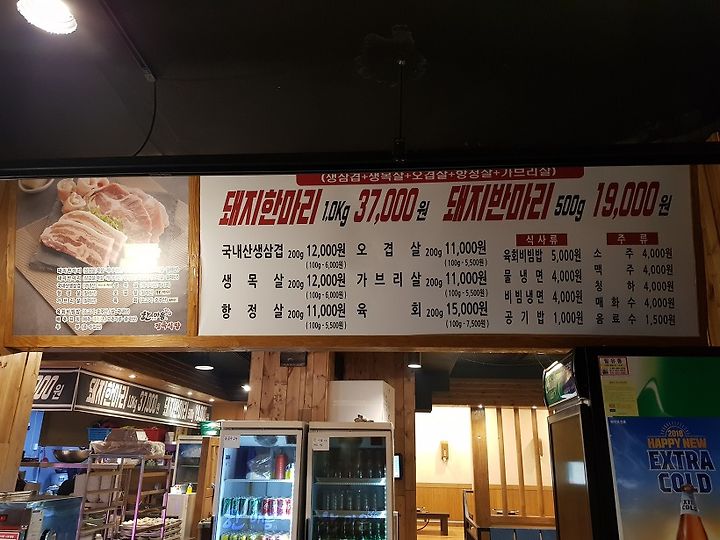 (생삼겹+생목살+오겹살+항정살+가브리살)
돼지한마리 1.0Kg 37,000원 돼지반마리 500g 19,000원
국내산생삼겹 200g 12,000원 오겹살 200g 11,000원
(100g - 6,000원) (100g - 5,500원)
생목살 200g 12,000원 가브리살 200g 11,000원
(100g - 6,000원) (100g - 5,500원)
항정살 200g 11,000원 육회 200g 15,000원
(100g - 5,500원) (100g - 7,500원)
식사류
육회비빔밥 5,000원
물냉면 4,000원
비빔냉면 4,000원
공기밥 1,000원
주류
소주 4,000원
맥주 4,000원
청하 4,000원
매화수 4,000원
음료수 1,500원
돼지한마리 1.0Kg 37,000원
2018
HAPPY NEW
EXTRA
COLD